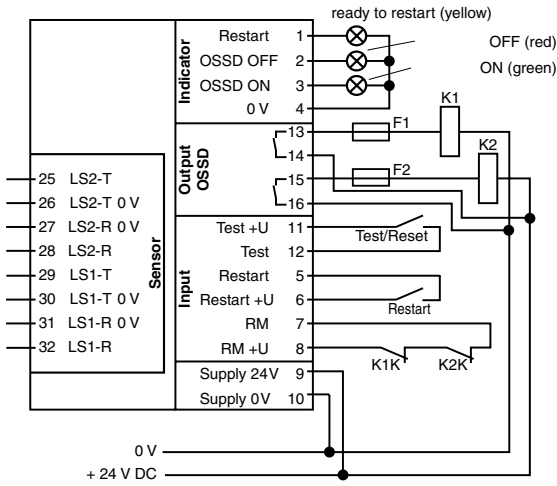 ready to restart (yellow)
Indicator
Restart 1
OSSD OFF 2
OSSD ON 3
0 V 4
OFF (red)
ON (green)
Output OSSD
13 F1 K1
14
15 F2 K2
16
Sensor
25 LS2-T
26 LS2-T 0 V
27 LS2-R 0 V
28 LS2-R
29 LS1-T
30 LS1-T 0 V
31 LS1-R 0 V
32 LS1-R
Input
Test +U 11
Test/Reset
Test 12
Restart 5
Restart +U 6
Restart
RM 7
RM +U 8
K1K K2K
Supply 24V 9
Supply 0V 10
0 V
+ 24 V DC